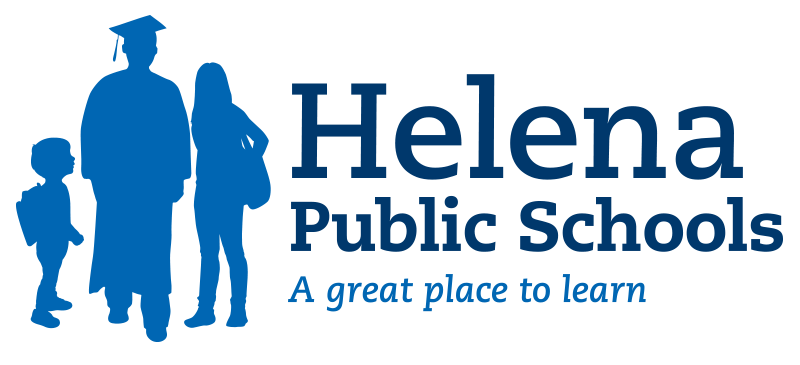 Helena
Public Schools
A great place to learn